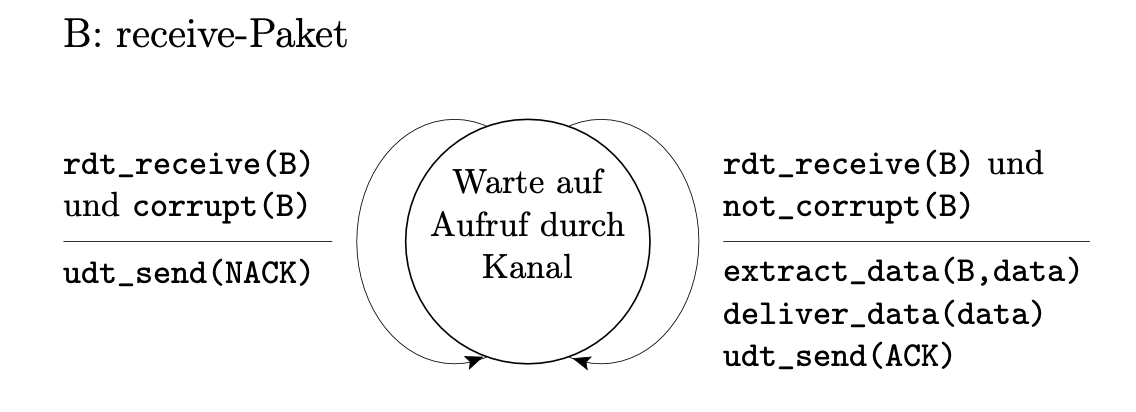 B: receive-Paket
rdt_receive(B)
und corrupt(B)
udt_send(NACK)
Warte auf
Aufruf durch
Kanal
rdt_receive(B) und
not_corrupt(B)
extract_data(B,data)
deliver_data(data)
udt_send(ACK)